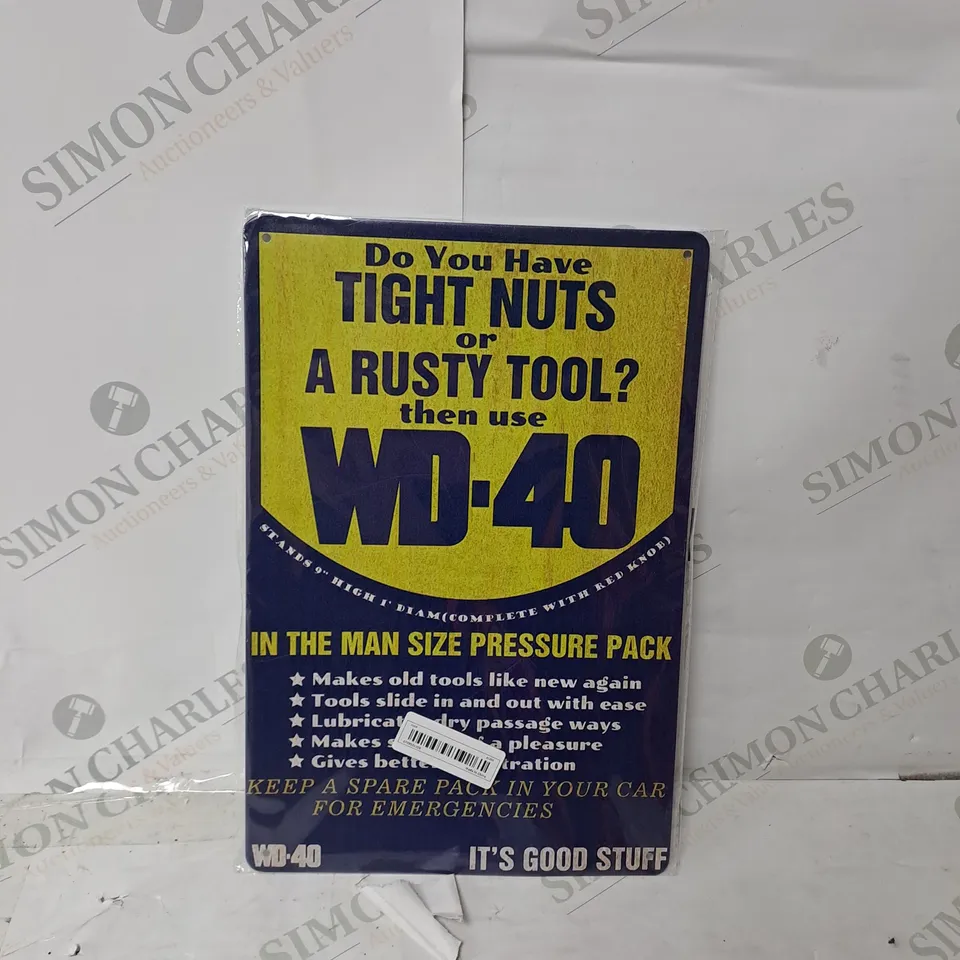 SIMON CHARLES
Auctioneers & Valuers
Do You Have
TIGHT NUTS
or
A RUSTY TOOL?
then use
WD-40
STANDS 9" HIGH 1' DIAM(COMPLETE WITH RED KNOB)
IN THE MAN SIZE PRESSURE PACK
★ Makes old tools like new again
★ Tools slide in and out with ease
★ Lubricat dry passage ways
★ Makes a pleasure
★ Gives bette tration
KEEP A SPARE PACK IN YOUR CAR
FOR EMERGENCIES
WD-40
IT'S GOOD STUFF